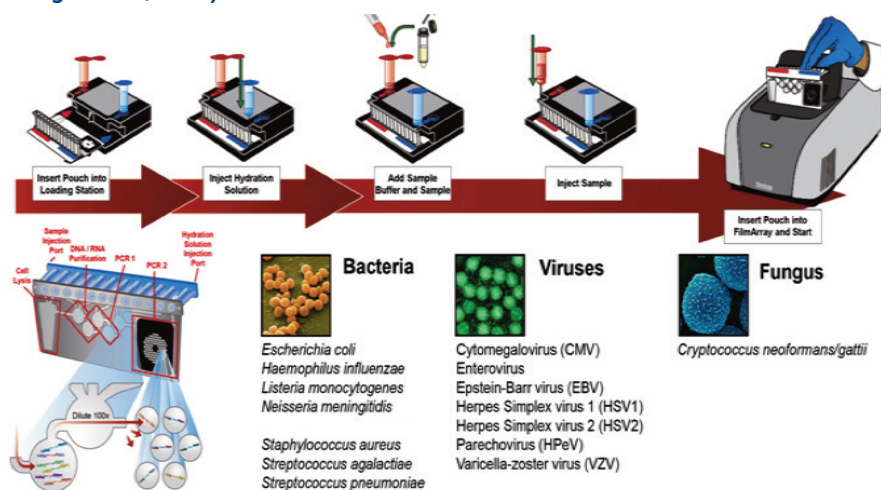 Insert Pouch into
Loading Station
Inject Hydration
Solution
Add Sample
Buffer and Sample
Inject Sample
Insert Pouch into
FilmArray and Start
Sample
Injection
Port
DNA / RNA
Purification
PCR 1
PCR 2
Hydration
Solution
Injection
Port
Cell
Lysis
Dilute 100x
Bacteria
Escherichia coli
Haemophilus influenzae
Listeria monocytogenes
Neisseria meningitidis
Staphylococcus aureus
Streptococcus agalactiae
Streptococcus pneumoniae
Viruses
Cytomegalovirus (CMV)
Enterovirus
Epstein-Barr virus (EBV)
Herpes Simplex virus 1 (HSV1)
Herpes Simplex virus 2 (HSV2)
Parechovirus (HPeV)
Varicella-zoster virus (VZV)
Fungus
Cryptococcus neoformans/gattii